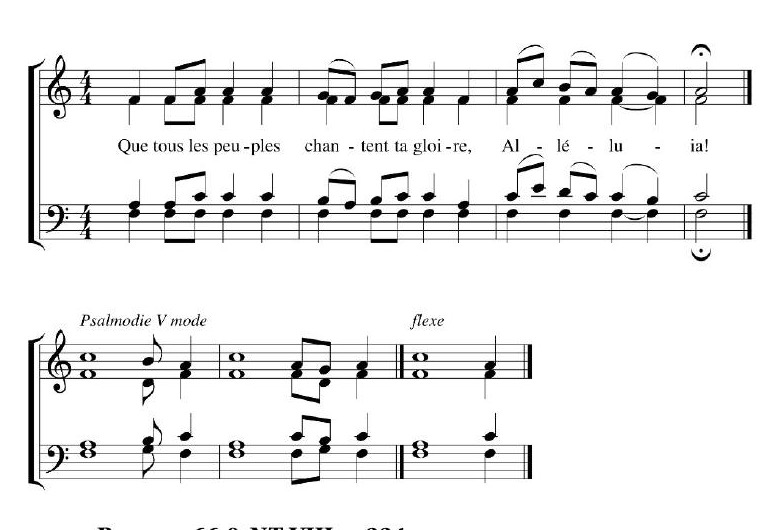 Que tous les peu - ples chan - tent ta gloi - re, Al - lé - lu - ia!
Psalmodie V mode flexe